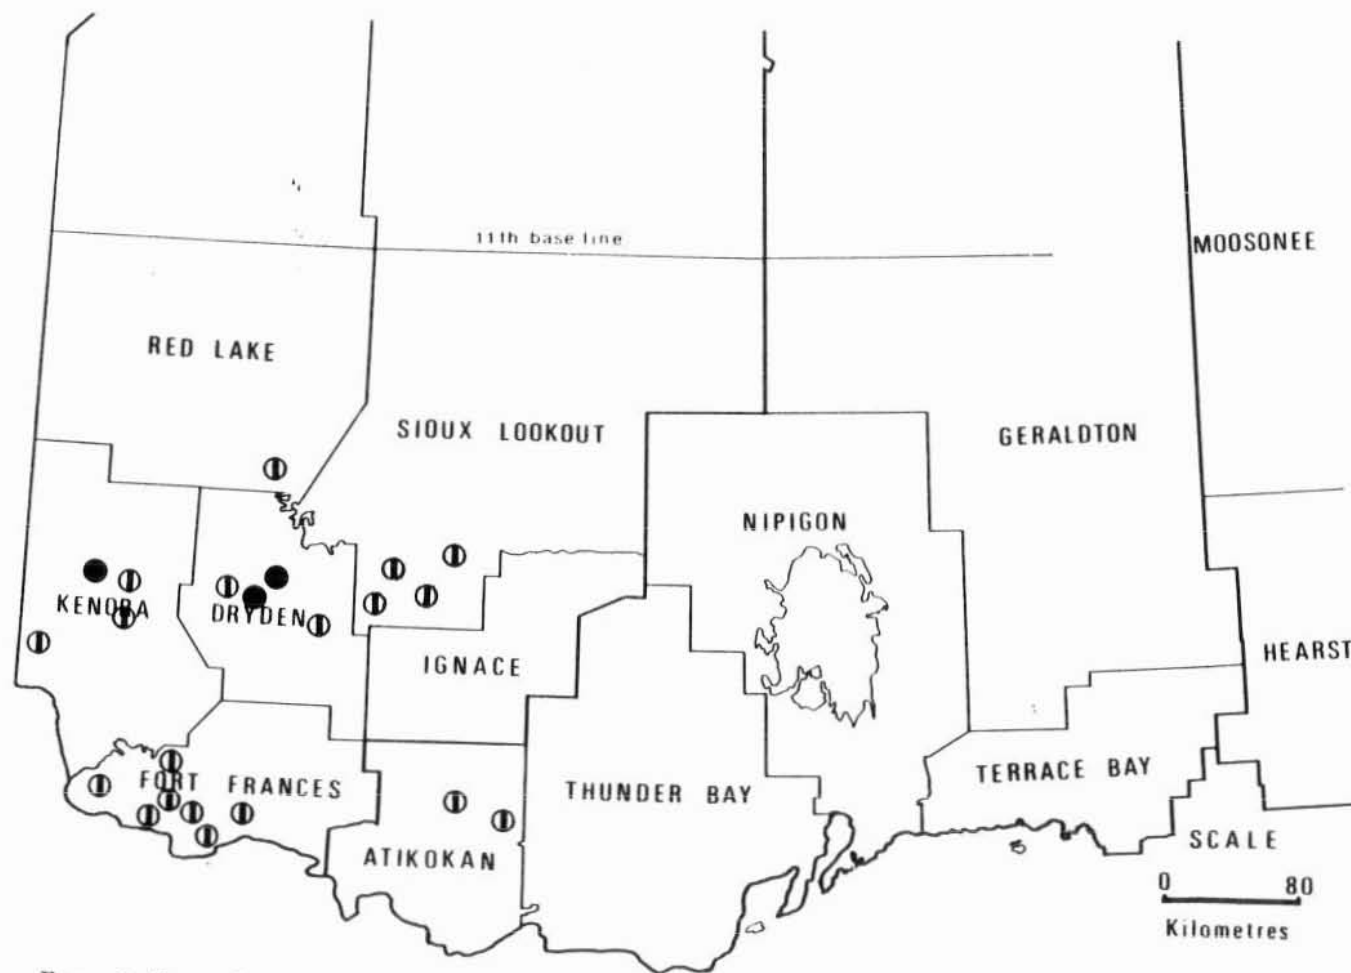 11th base line
MOOSONEE
RED LAKE
SIOUX LOOKOUT
GERALDTON
NIPIGON
KENORA
DRYDEN
IGNACE
HEARST
FORT FRANCES
THUNDER BAY
TERRACE BAY
ATIKOKAN
SCALE
0 80
Kilometres